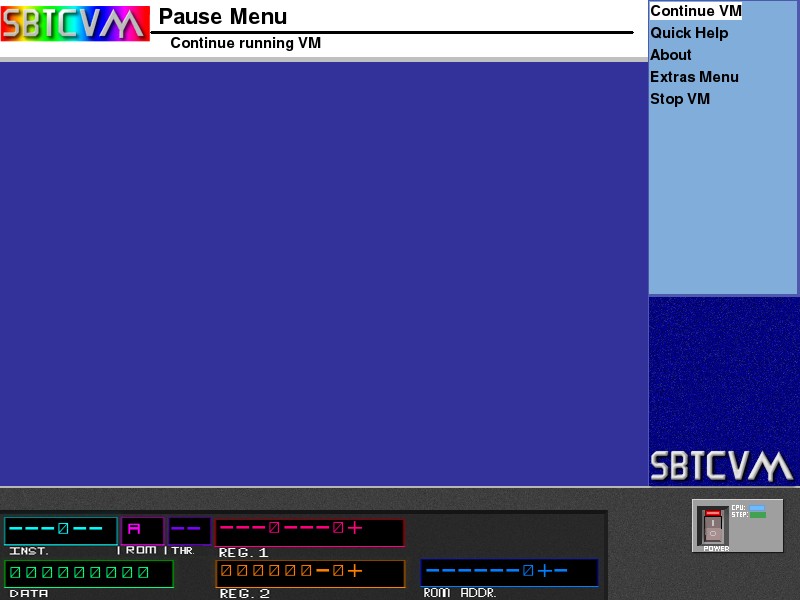 SBTCVM
Pause Menu
Continue running VM
Continue VM
Quick Help
About
Extras Menu
Stop VM
SBTCVM
CPU:
STEP:
POWER
---0--
A
--
---0---0+
INST.
ROM
THR.
REG.1
000000000
000000-0+
------0+-
DATA
REG.2
ROM ADDR.